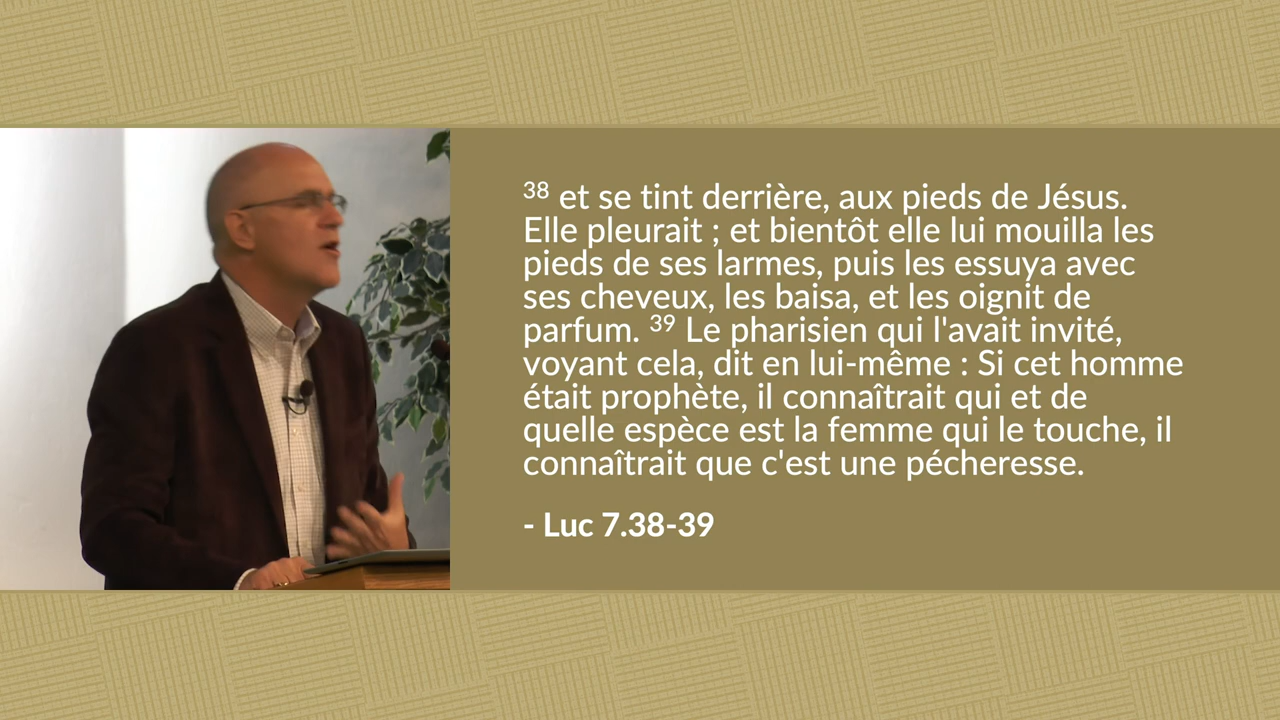 38 et se tint derrière, aux pieds de Jésus.
Elle pleurait ; et bientôt elle lui mouilla les
pieds de ses larmes, puis les essuya avec
ses cheveux, les baisa, et les oignit de
parfum. 39 Le pharisien qui l'avait invité,
voyant cela, dit en lui-même : Si cet homme
était prophète, il connaîtrait qui et de
quelle espèce est la femme qui le touche, il
connaîtrait que c'est une pécheresse.
- Luc 7.38-39